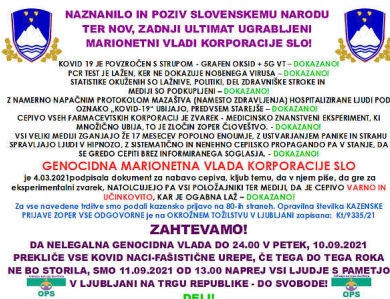 NAZNANILO IN POZIV SLOVENSKEMU NARODU
TER NOV, ZADNJI ULTIMAT UGRABLJENI
MARIONETNI VLADI KORPORACIJE SLO!
KOVID 19 JE POVZROČEN S STRUPOM - GRAFEN OKSID + 5G VT – DOKAZANO!
PCR TEST JE LAŽEN, KER NE DOKAZUJE NOBENEGA VIRUSA – DOKAZANO!
STATISTIKE OKUŽENIH SO LAŽNIVE, POLITIKI, DEL ZDRAVNIŠKE STROKE IN
MEDIJI SO PODKUPLJENI – DOKAZANO!
Z NAMERNO NAPAČNIM PROTOKOLOM MAZAŠTVA (NAMESTO ZDRAVLJENJA) HOSPITALIZIRANE LJUDI POD
OZNAKO „KOVID-19“ UBIJAJO, PREDVSEM STAREJŠE – DOKAZANO!
CEPIVO VSEH FARMACEVTSKIH KORPORACIJ JE ZVAREK - MEDICINSKO ZNANSTVENI EKSPERIMENT, KI
MNOŽIČNO UBIJA, TO JE ZLOČIN ZOPER ČLOVEŠTVO. - DOKAZANO!
VSI VELIKI MEDIJI ZGANJAJO ŽE 17 MESECEV POPOLNO ENOUMJE, Z USTVARJANJEM PANIKE IN STRAHU
SPRAVLJAJO LJUDI V HIPNOZO, Z SISTEMATIČNO IN NENEHNO CEPILSKO PROPAGANDO PA V STANJE, DA
SE GREDO CEPITI BREZ INFORMIRANEGA SOGLASJA. - DOKAZANO!
GENOCIDNA MARIONETNA VLADA KORPORACIJE SLO
je 4.03.2021podpisala dokument za nabavo cepiva, kljub temu, da v njem piše, da gre za
eksperimentalni zvarek, NATOLCUJEJO PA VSI POLOŽAJNIKI TER MEDIJI, DA JE CEPIVO VARNO IN
UČINKOVITO, KAR JE OGABNA LAŽ – DOKAZANO!
Za vse navedene trditve smo podali kazensko prijavo na 80-h straneh. Opravilna številka KAZENSKE
PRIJAVE ZOPER VSE ODGOVORNE je na OKROŽNEM TOŽILSTVU V LJUBLJANI zapisana: Kt/9335/21
ZAHTEVAMO!
DA NELEGALNA GENOCIDNA VLADA DO 24.00 V PETEK, 10.09.2021
PREKLIČE VSE KOVID NACI-FAŠISTIČNE UREPE, ČE TEGA DO TEGA ROKA
NE BO STORILA, SMO 11.09.2021 OD 13.00 NAPREJ VSI LJUDJE S PAMETJO
V LJUBLJANI NA TRGU REPUBLIKE - DO SVOBODE!
OPS
OPS